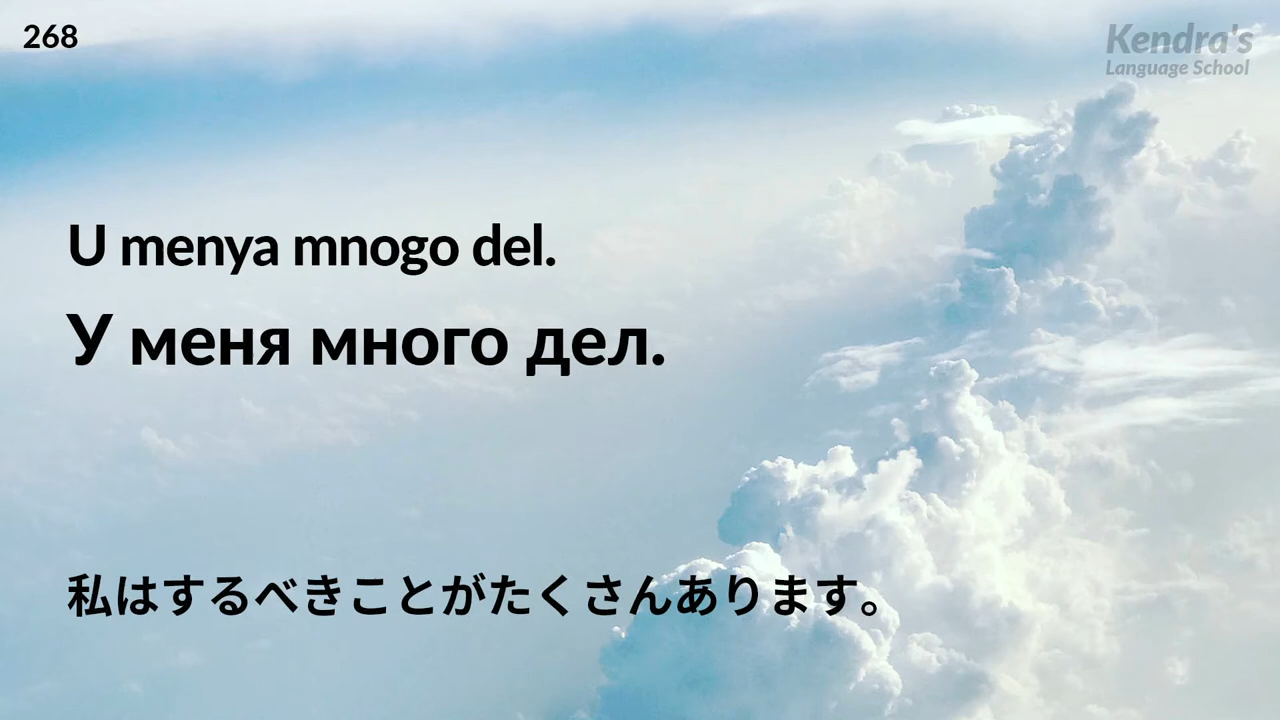 268
Kendra's
Language School
U menya mnogo del.
У меня много дел.
私はするべきことがたくさんあります。